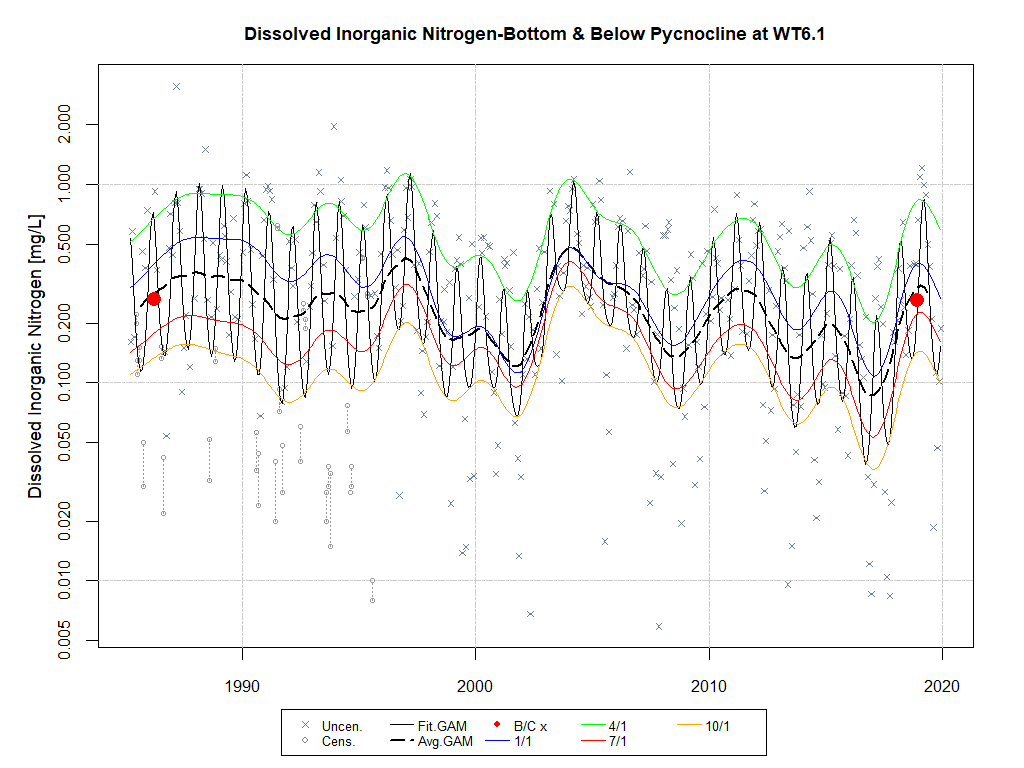 Dissolved Inorganic Nitrogen-Bottom & Below Pycnocline at WT6.1
Dissolved Inorganic Nitrogen [mg/L]
2.000
1.000
0.500
0.200
0.100
0.050
0.020
0.010
0.005
1990 2000 2010 2020
Uncen. Fit.GAM B/C x 4/1 10/1
Cens. Avg.GAM 1/1 7/1